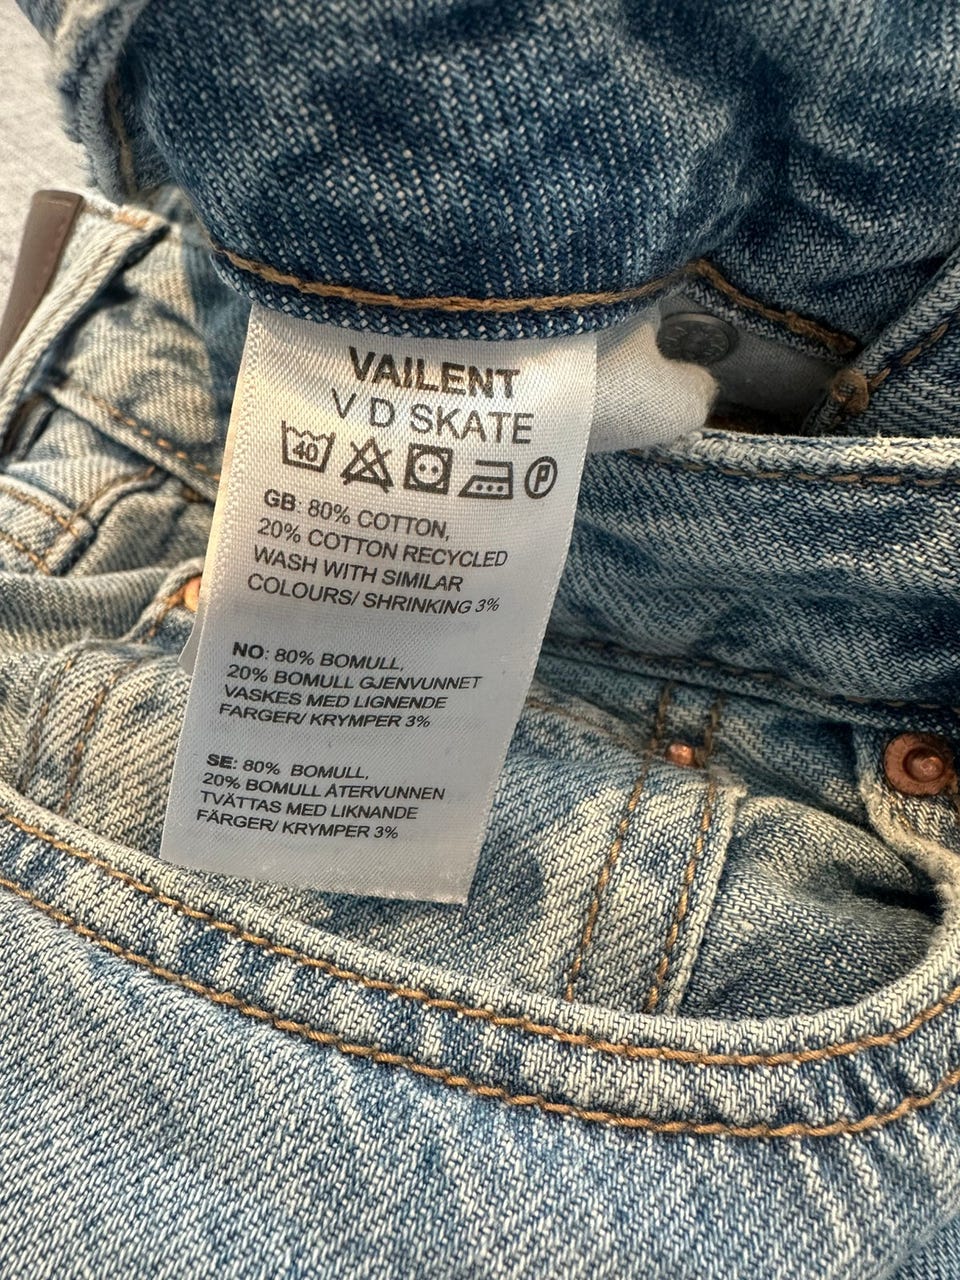 VAILENT
V D SKATE
40 P
GB: 80% COTTON,
20% COTTON RECYCLED
WASH WITH SIMILAR
COLOURS/ SHRINKING 3%
NO: 80% BOMULL,
20% BOMULL GJENVUNNET
VASKES MED LIGNENDE
FARGER/ KRYMPER 3%
SE: 80% BOMULL,
20% BOMULL ÅTERVUNNEN
TVÄTTAS MED LIKNANDE
FÄRGER/ KRYMPER 3%